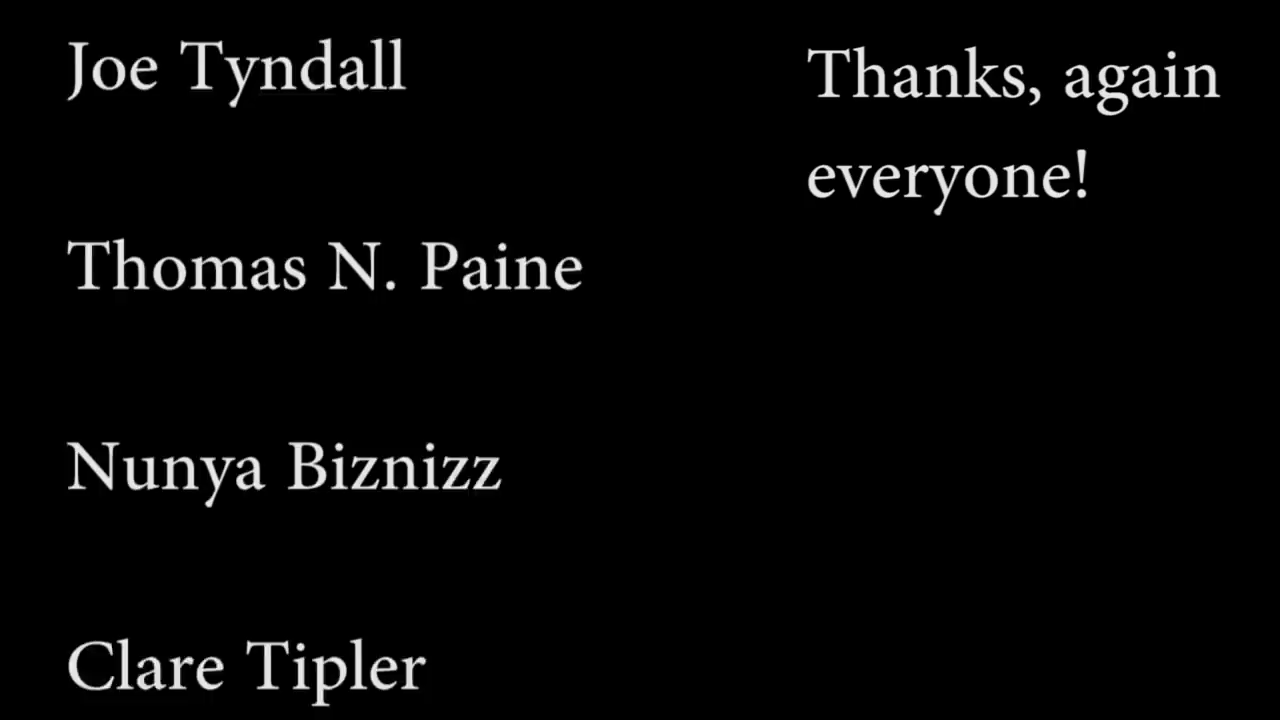 Joe Tyndall
Thomas N. Paine
Nunya Biznizz
Clare Tipler
Thanks, again
everyone!